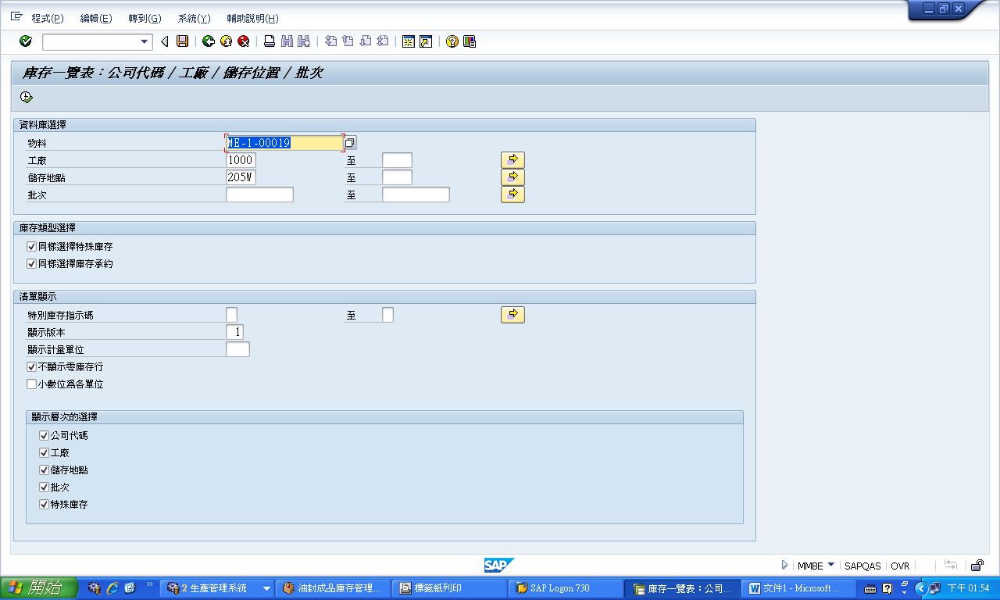 程式(P) 編輯(E) 轉到(G) 系統(Y) 輔助說明(H)
庫存一覽表：公司代碼 / 工廠 / 儲存位置 / 批次
資料庫選擇
物料 ME-1-00019
工廠 1000 至
儲存地點 205W 至
批次 至
庫存類型選擇
同樣選擇特殊庫存
同樣選擇庫存承約
清單顯示
特別庫存指示碼 至
顯示版本 1
顯示計量單位
不顯示零庫存行
小數位爲各單位
顯示層次的選擇
公司代碼
工廠
儲存地點
批次
特殊庫存
SAP
MMBE SAPQAS OVR
開始 2 生產管理系統 油封成品庫存管理... 標籤紙列印 SAP Logon 730 庫存一覽表：公司... 文件1 - Microsoft ... 下午 01:54